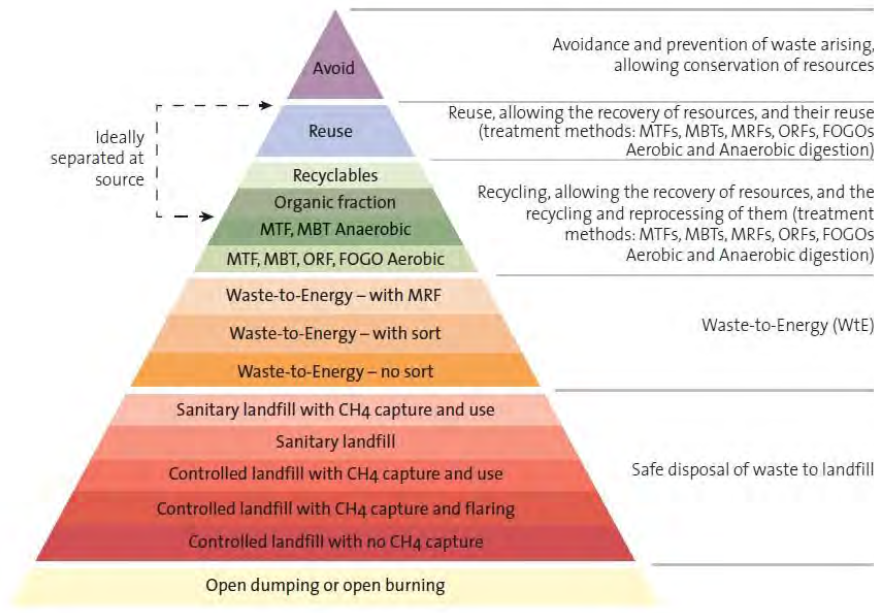 Avoid
Avoidance and prevention of waste arising,
allowing conservation of resources
Ideally
separated at
source
Reuse
Reuse, allowing the recovery of resources, and their reuse
(treatment methods: MTFs, MBTs, MRFs, ORFs, FOGOs
Aerobic and Anaerobic digestion)
Recyclables
Organic fraction
MTF, MBT Anaerobic
MTF, MBT, ORF, FOGO Aerobic
Recycling, allowing the recovery of resources, and the
recycling and reprocessing of them (treatment
methods: MTFs, MBTs, MRFs, ORFs, FOGOs
Aerobic and Anaerobic digestion)
Waste-to-Energy – with MRF
Waste-to-Energy – with sort
Waste-to-Energy – no sort
Waste-to-Energy (WtE)
Sanitary landfill with CH4 capture and use
Sanitary landfill
Controlled landfill with CH4 capture and use
Controlled landfill with CH4 capture and flaring
Controlled landfill with no CH4 capture
Safe disposal of waste to landfill
Open dumping or open burning